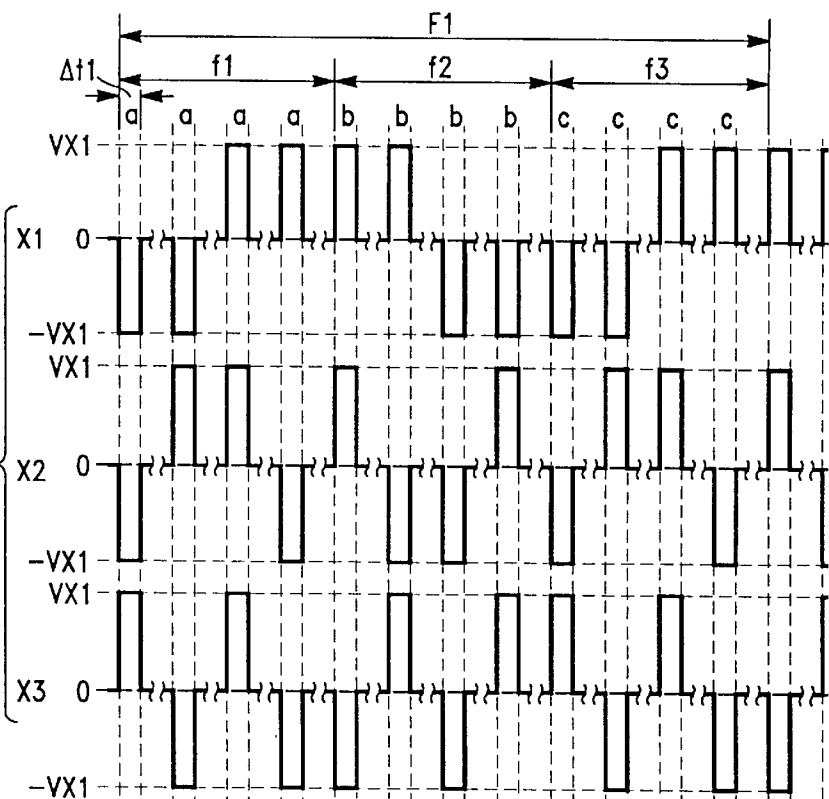 F1
Δt1 f1 f2 f3
a a a a b b b b c c c c
VX1
X1 0
-VX1
VX1
X2 0
-VX1
VX1
X3 0
-VX1